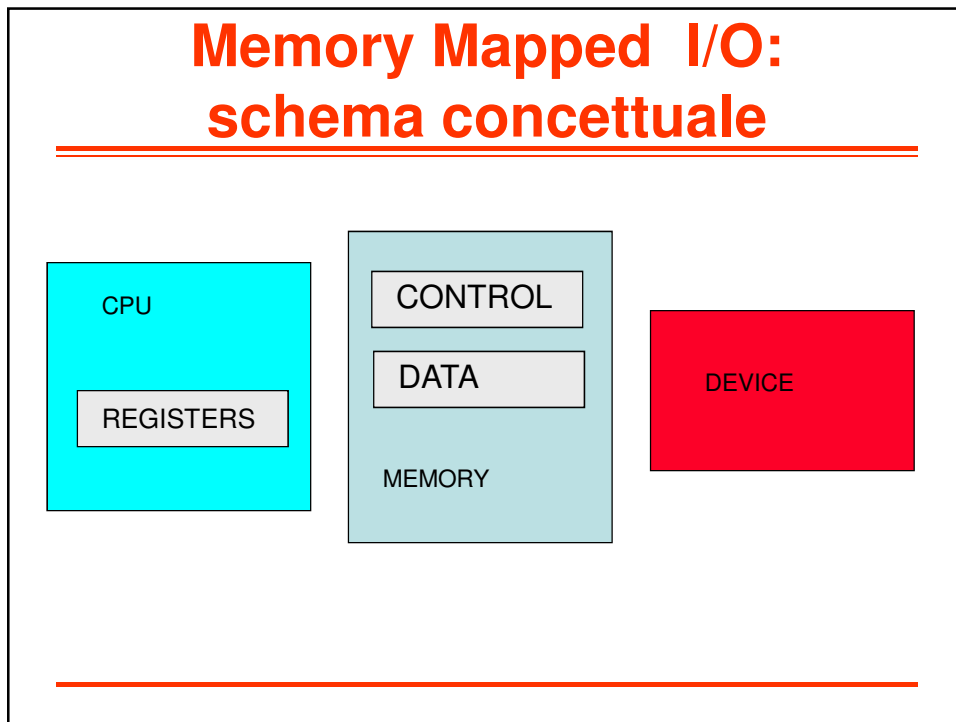 Memory Mapped I/O:
schema concettuale
CPU
REGISTERS
CONTROL
DATA
MEMORY
DEVICE